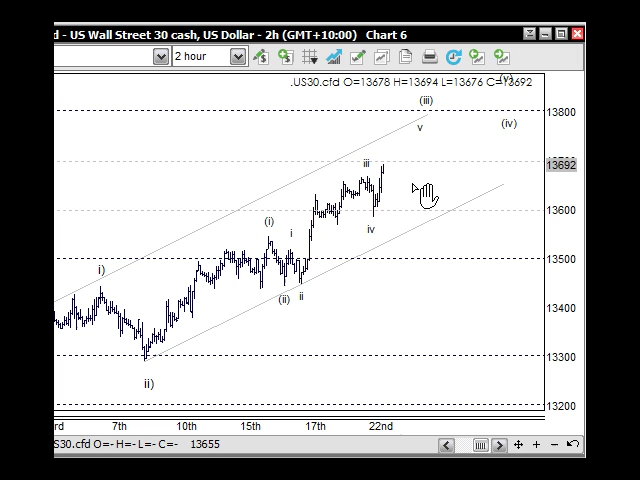 d - US Wall Street 30 cash, US Dollar - 2h (GMT+10:00) Chart 6
2 hour
(v)
.US30.cfd O=13678 H=13694 L=13676 C=13692
(iii)
13800
v
(iv)
iii
13692
13600
(i)
iv
i
13500
i)
(ii)
ii
13400
13300
ii)
13200
rd
7th
10th
15th
17th
22nd
S30.cfd O=- H=- L=- C=-
13655